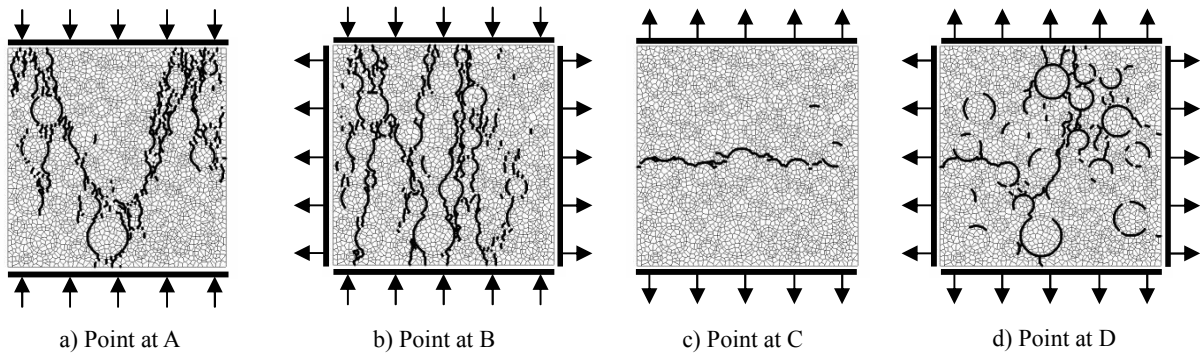 a) Point at A
b) Point at B
c) Point at C
d) Point at D